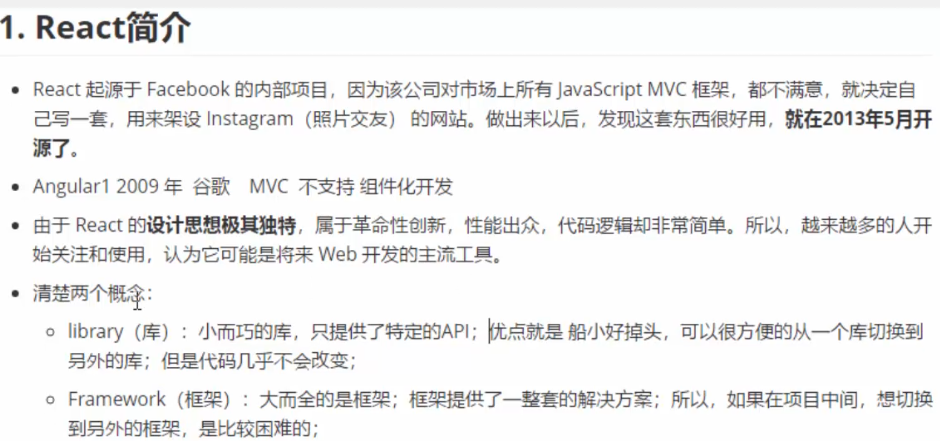 1. React简介
React 起源于 Facebook 的内部项目，因为该公司对市场上所有 JavaScript MVC 框架，都不满意，就决定自
己写一套，用来架设 Instagram（照片交友） 的网站。做出来以后，发现这套东西很好用，就在2013年5月开
源了。
Angular1 2009 年 谷歌 MVC 不支持 组件化开发
由于 React 的设计思想极其独特，属于革命性创新，性能出众，代码逻辑却非常简单。所以，越来越多的人开
始关注和使用，认为它可能是将来 Web 开发的主流工具。
清楚两个概念：
library（库）：小而巧的库，只提供了特定的API；优点就是 船小好掉头，可以很方便的从一个库切换到
另外的库；但是代码几乎不会改变；
Framework（框架）：大而全的是框架；框架提供了一整套的解决方案；所以，如果在项目中间，想切换
到另外的框架，是比较困难的；